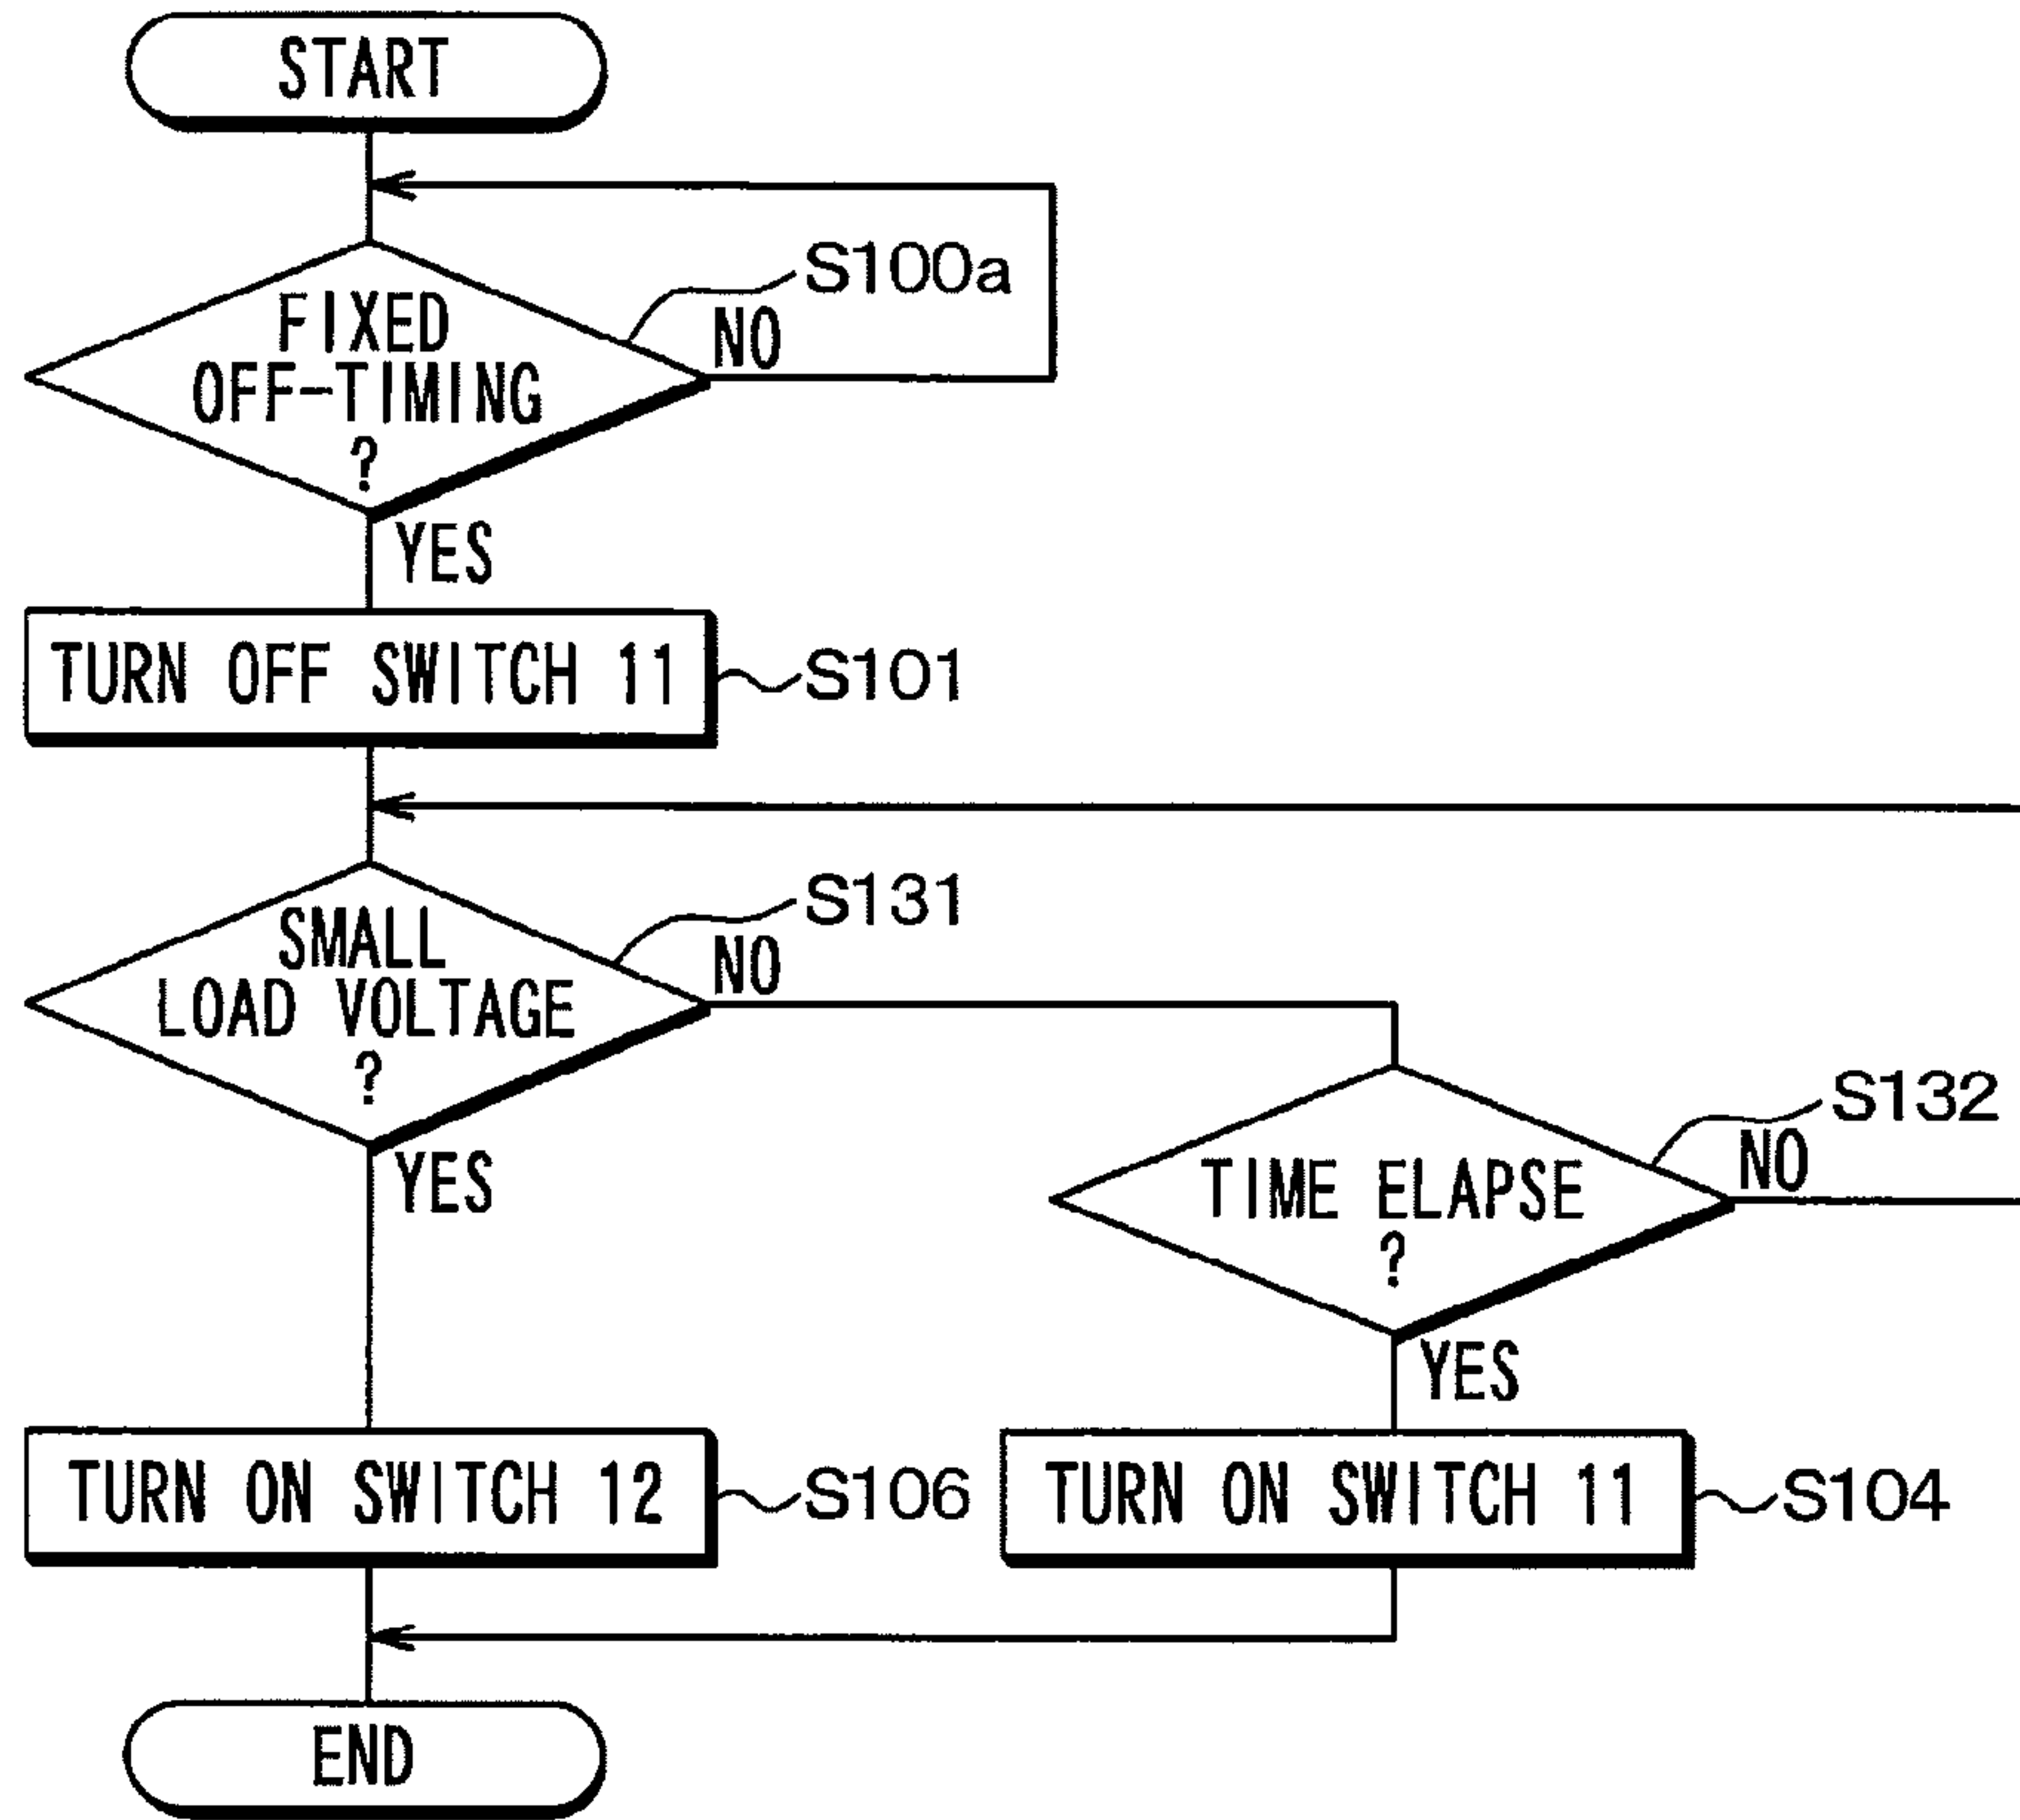 START
S100a
FIXED
OFF-TIMING
?
NO
YES
TURN OFF SWITCH 11
S101
S131
SMALL
LOAD VOLTAGE
?
NO
YES
S132
TIME ELAPSE
?
NO
YES
TURN ON SWITCH 12
S106
TURN ON SWITCH 11
S104
END